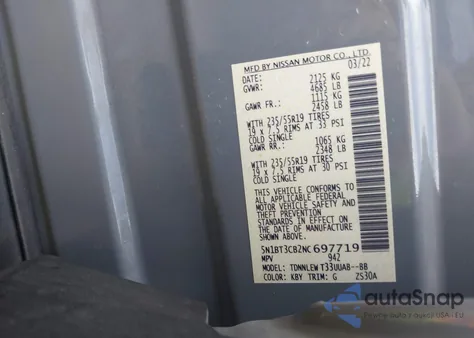 MFD BY NISSAN MOTOR CO., LTD.
DATE: 03/22
GVWR: 2125 KG
4685 LB
GAWR FR.: 1115 KG
2458 LB
WITH 235/55R19 TIRES
19 x 7.5 RIMS AT 33 PSI
COLD SINGLE
GAWR RR.: 1065 KG
2348 LB
WITH 235/55R19 TIRES
19 x 7.5 RIMS AT 30 PSI
COLD SINGLE
THIS VEHICLE CONFORMS TO
ALL APPLICABLE FEDERAL
MOTOR VEHICLE SAFETY AND
THEFT PREVENTION
STANDARDS IN EFFECT ON THE
DATE OF MANUFACTURE
SHOWN ABOVE.
5N1BT3CB2NC697719
MPV 942
MODEL: TDNNLEW T33UUAB--BB
COLOR: KBY TRIM: G ZS30A
autaSnap
USA - EU